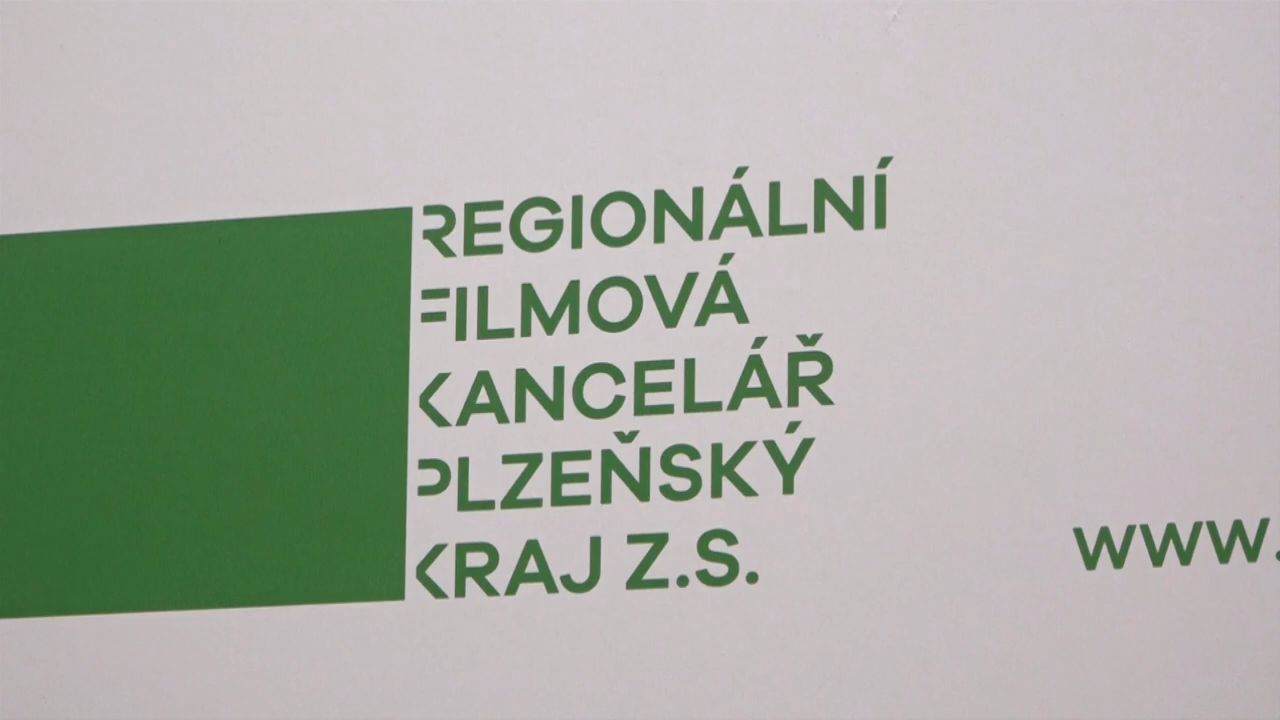 REGIONÁLNÍ
FILMOVÁ
KANCELÁŘ
PLZEŇSKÝ
KRAJ Z.S.
WWW.